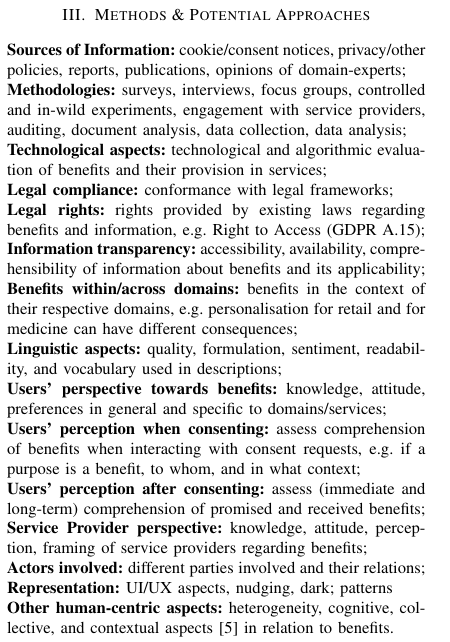 III. METHODS & POTENTIAL APPROACHES
Sources of Information: cookie/consent notices, privacy/other
policies, reports, publications, opinions of domain-experts;
Methodologies: surveys, interviews, focus groups, controlled
and in-wild experiments, engagement with service providers,
auditing, document analysis, data collection, data analysis;
Technological aspects: technological and algorithmic evalua-
tion of benefits and their provision in services;
Legal compliance: conformance with legal frameworks;
Legal rights: rights provided by existing laws regarding
benefits and information, e.g. Right to Access (GDPR A.15);
Information transparency: accessibility, availability, compre-
hensibility of information about benefits and its applicability;
Benefits within/across domains: benefits in the context of
their respective domains, e.g. personalisation for retail and for
medicine can have different consequences;
Linguistic aspects: quality, formulation, sentiment, readabil-
ity, and vocabulary used in descriptions;
Users' perspective towards benefits: knowledge, attitude,
preferences in general and specific to domains/services;
Users' perception when consenting: assess comprehension
of benefits when interacting with consent requests, e.g. if a
purpose is a benefit, to whom, and in what context;
Users' perception after consenting: assess (immediate and
long-term) comprehension of promised and received benefits;
Service Provider perspective: knowledge, attitude, percep-
tion, framing of service providers regarding benefits;
Actors involved: different parties involved and their relations;
Representation: UI/UX aspects, nudging, dark; patterns
Other human-centric aspects: heterogeneity, cognitive, col-
lective, and contextual aspects [5] in relation to benefits.